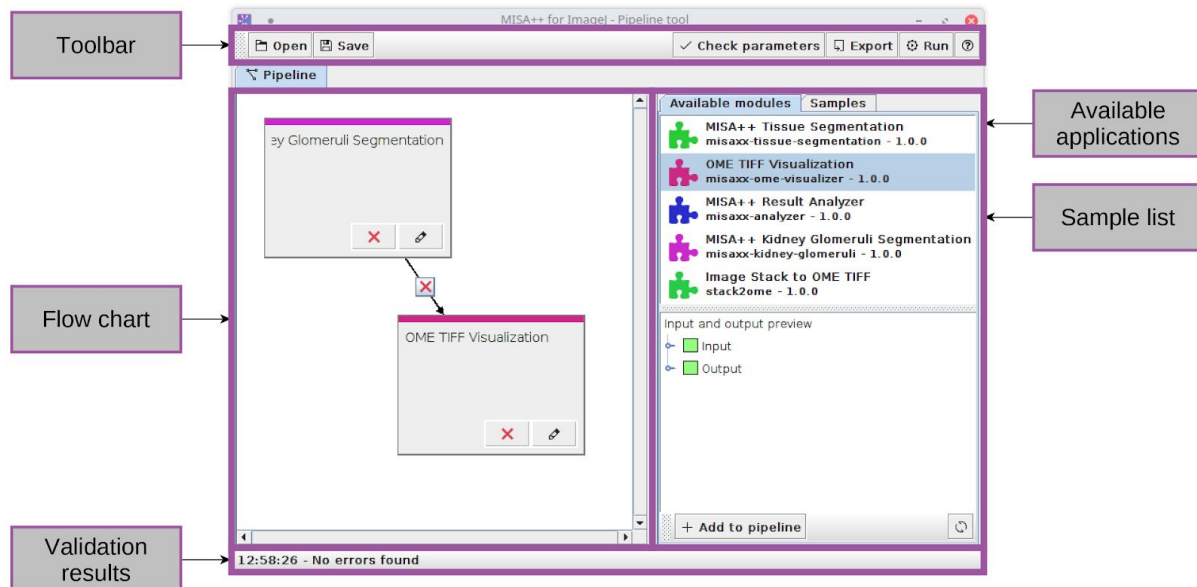 MISA++ for ImageJ - Pipeline tool
Toolbar
Open
Save
Check parameters
Export
Run
Pipeline
Available modules
Samples
Available
applications
Sample list
MISA++ Tissue Segmentation
misaxx-tissue-segmentation - 1.0.0
OME TIFF Visualization
misaxx-ome-visualizer - 1.0.0
MISA++ Result Analyzer
misaxx-analyzer - 1.0.0
MISA++ Kidney Glomeruli Segmentation
misaxx-kidney-glomeruli - 1.0.0
Image Stack to OME TIFF
stack2ome - 1.0.0
ey Glomeruli Segmentation
Flow chart
OME TIFF Visualization
Input and output preview
Input
Output
+ Add to pipeline
Validation
results
12:58:26 - No errors found